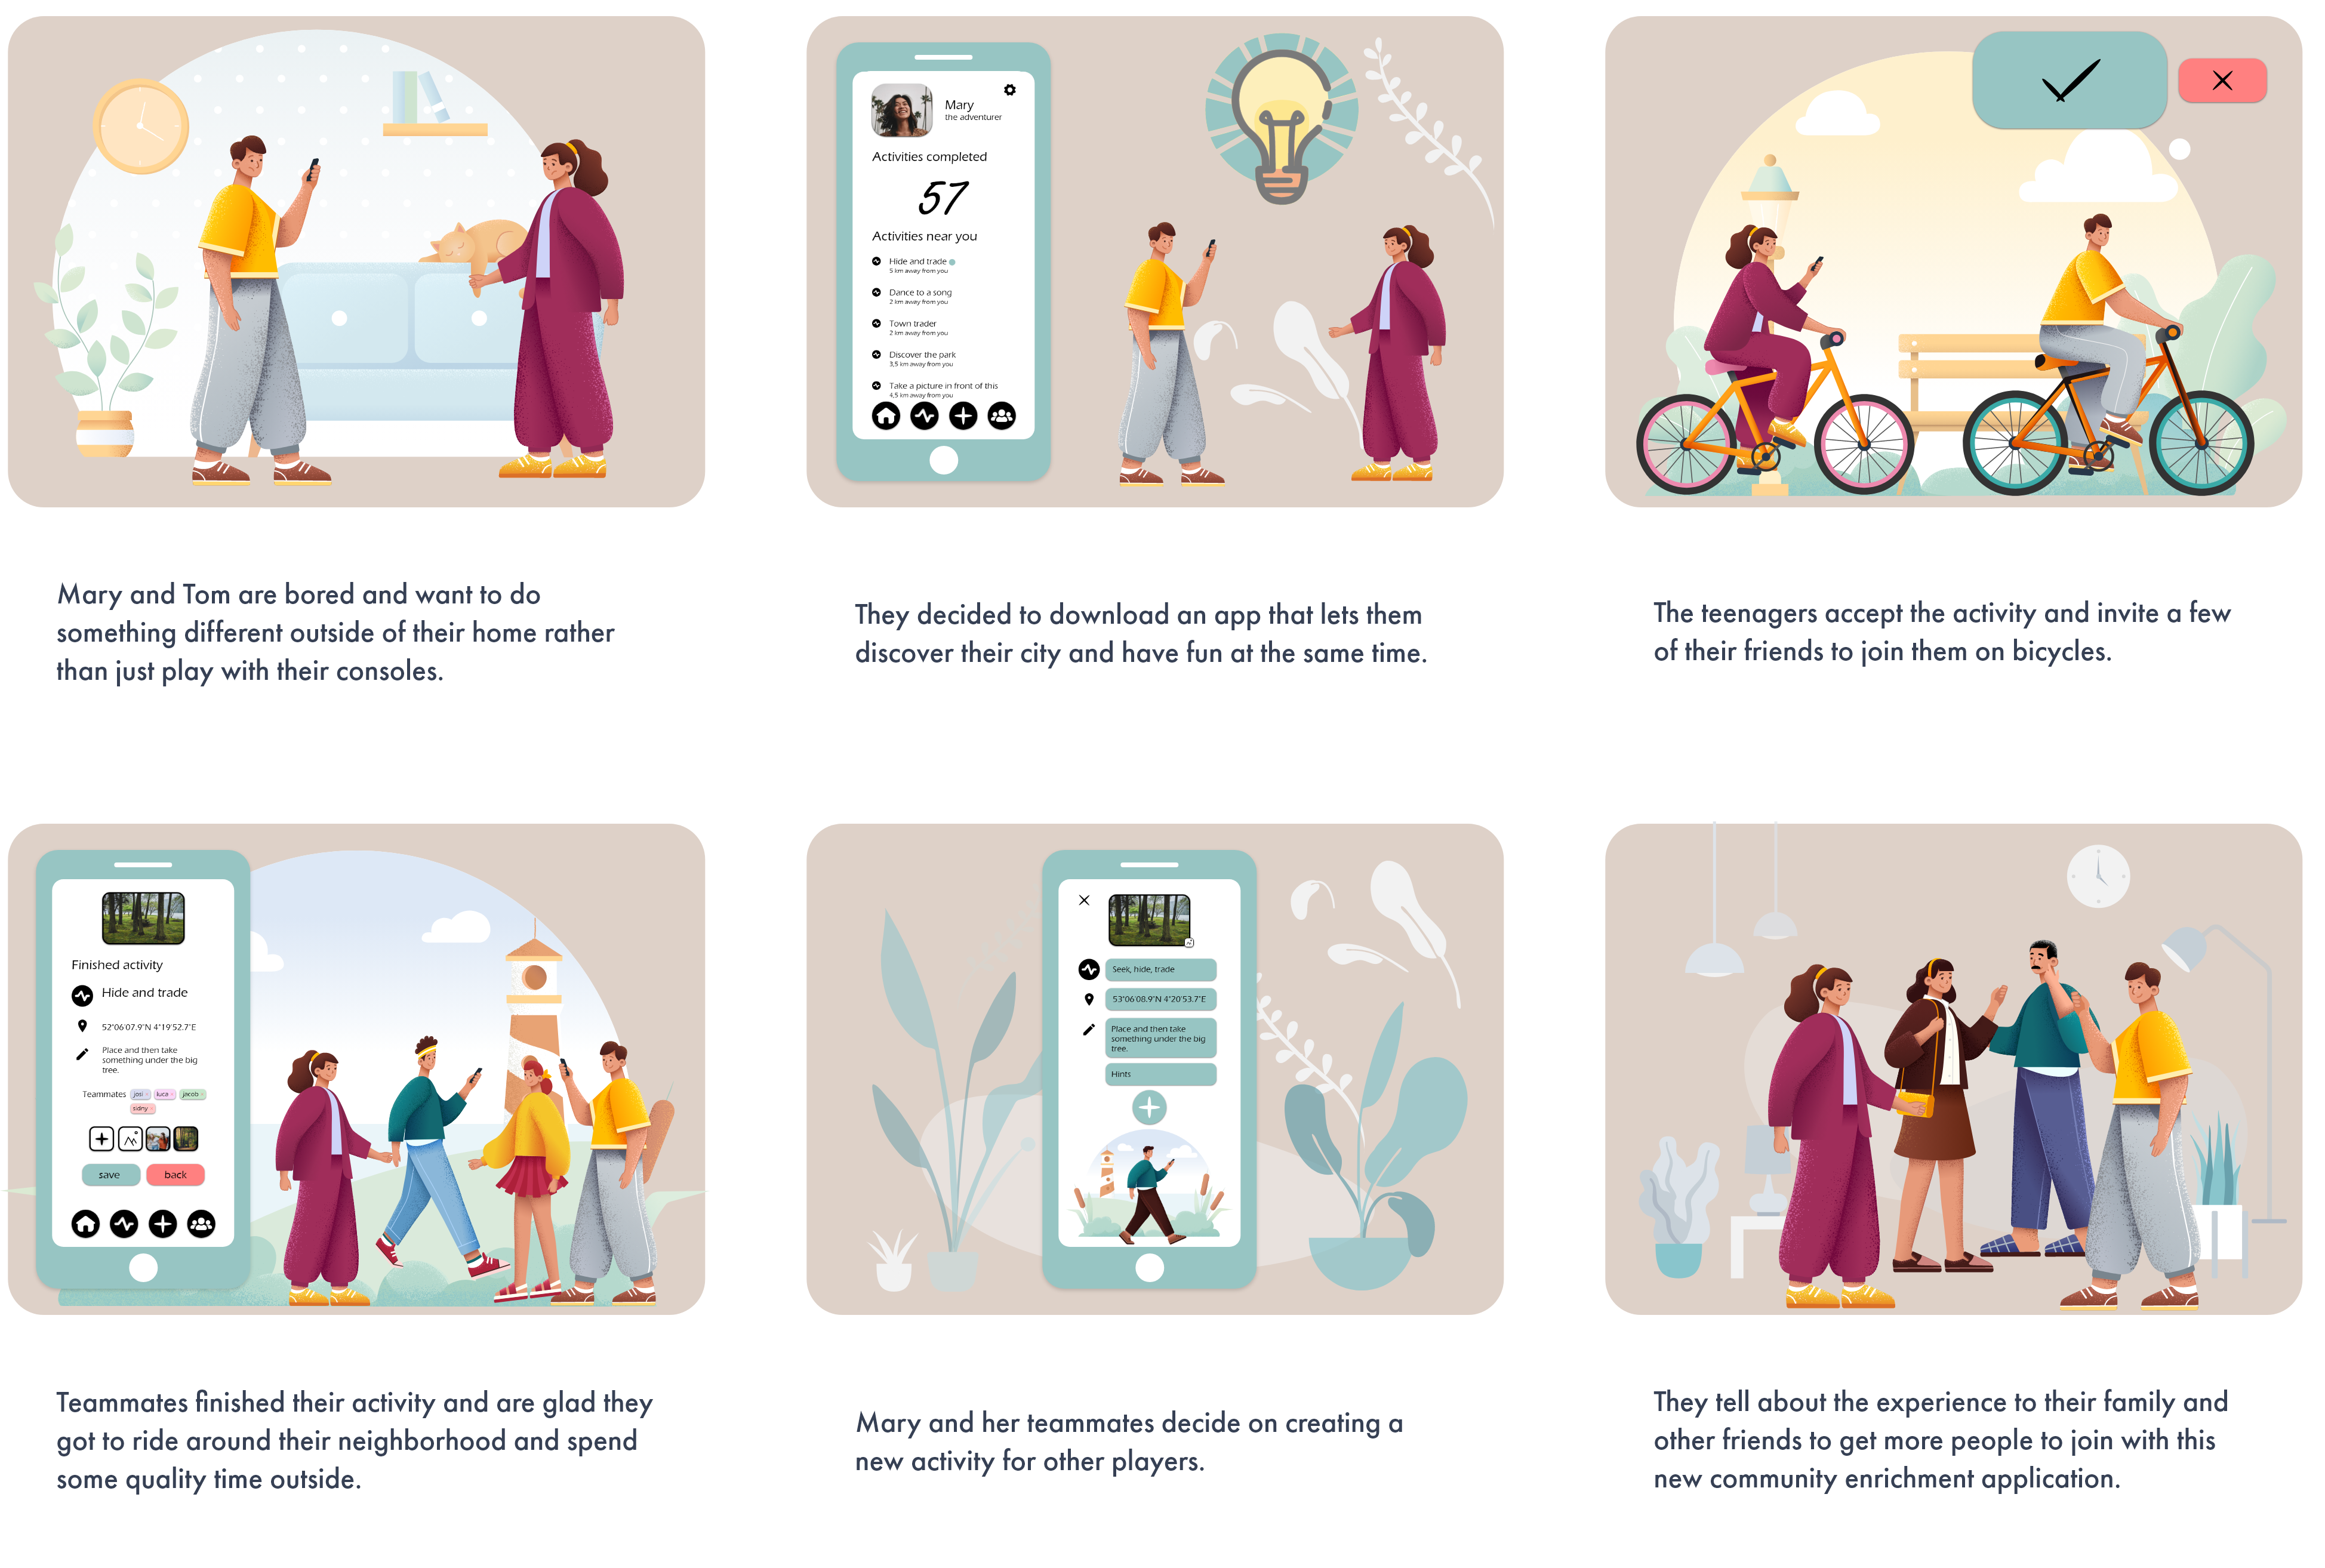 Mary
the adventurer
Activities completed
57
Activities near you
Hide and trade
5 km away from you
Dance to a song
2 km away from you
Town trader
2 km away from you
Discover the park
3,5 km away from you
Take a picture in front of this
4,5 km away from you
Mary and Tom are bored and want to do
something different outside of their home rather
than just play with their consoles.
They decided to download an app that lets them
discover their city and have fun at the same time.
The teenagers accept the activity and invite a few
of their friends to join them on bicycles.
Finished activity
Hide and trade
52°06'07.9"N 4°19'52.7"E
Place and then take
something under the big
tree.
Teammates josi luca jacob
sidny
save back
Seek, hide, trade
53°06'08.9"N 4°20'53.7"E
Place and then take
something under the big
tree.
Hints
Teammates finished their activity and are glad they
got to ride around their neighborhood and spend
some quality time outside.
Mary and her teammates decide on creating a
new activity for other players.
They tell about the experience to their family and
other friends to get more people to join with this
new community enrichment application.